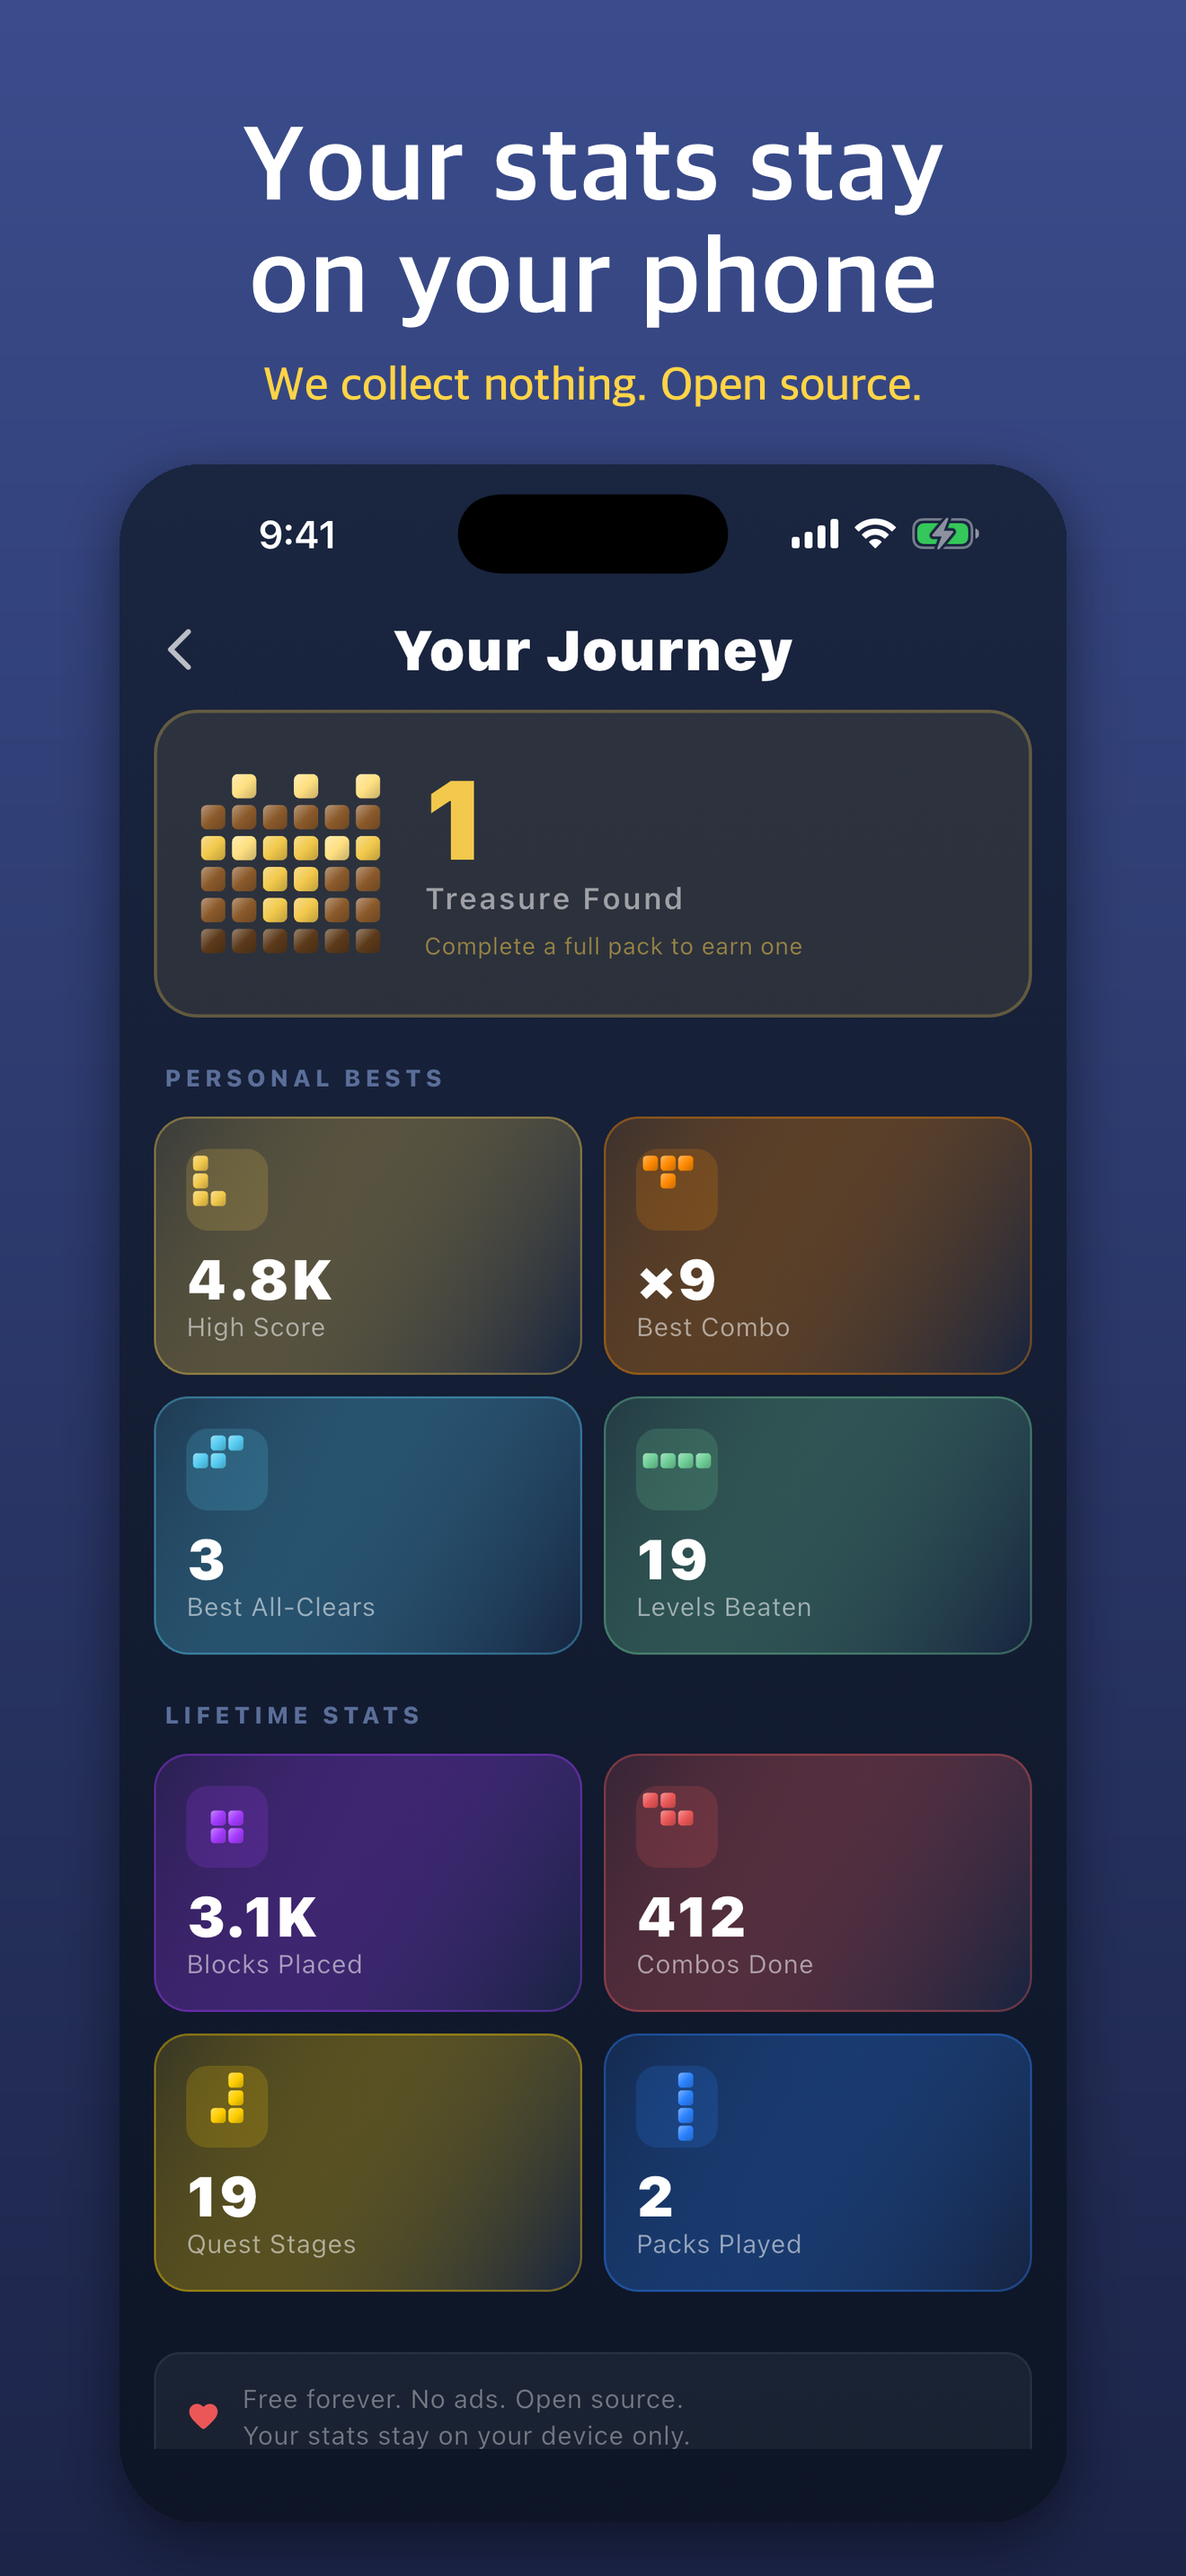 Your stats stay
on your phone
We collect nothing. Open source.
9:41
Your Journey
1
Treasure Found
Complete a full pack to earn one
PERSONAL BESTS
4.8K
High Score
×9
Best Combo
3
Best All-Clears
19
Levels Beaten
LIFETIME STATS
3.1K
Blocks Placed
412
Combos Done
19
Quest Stages
2
Packs Played
Free forever. No ads. Open source.
Your stats stay on your device only.